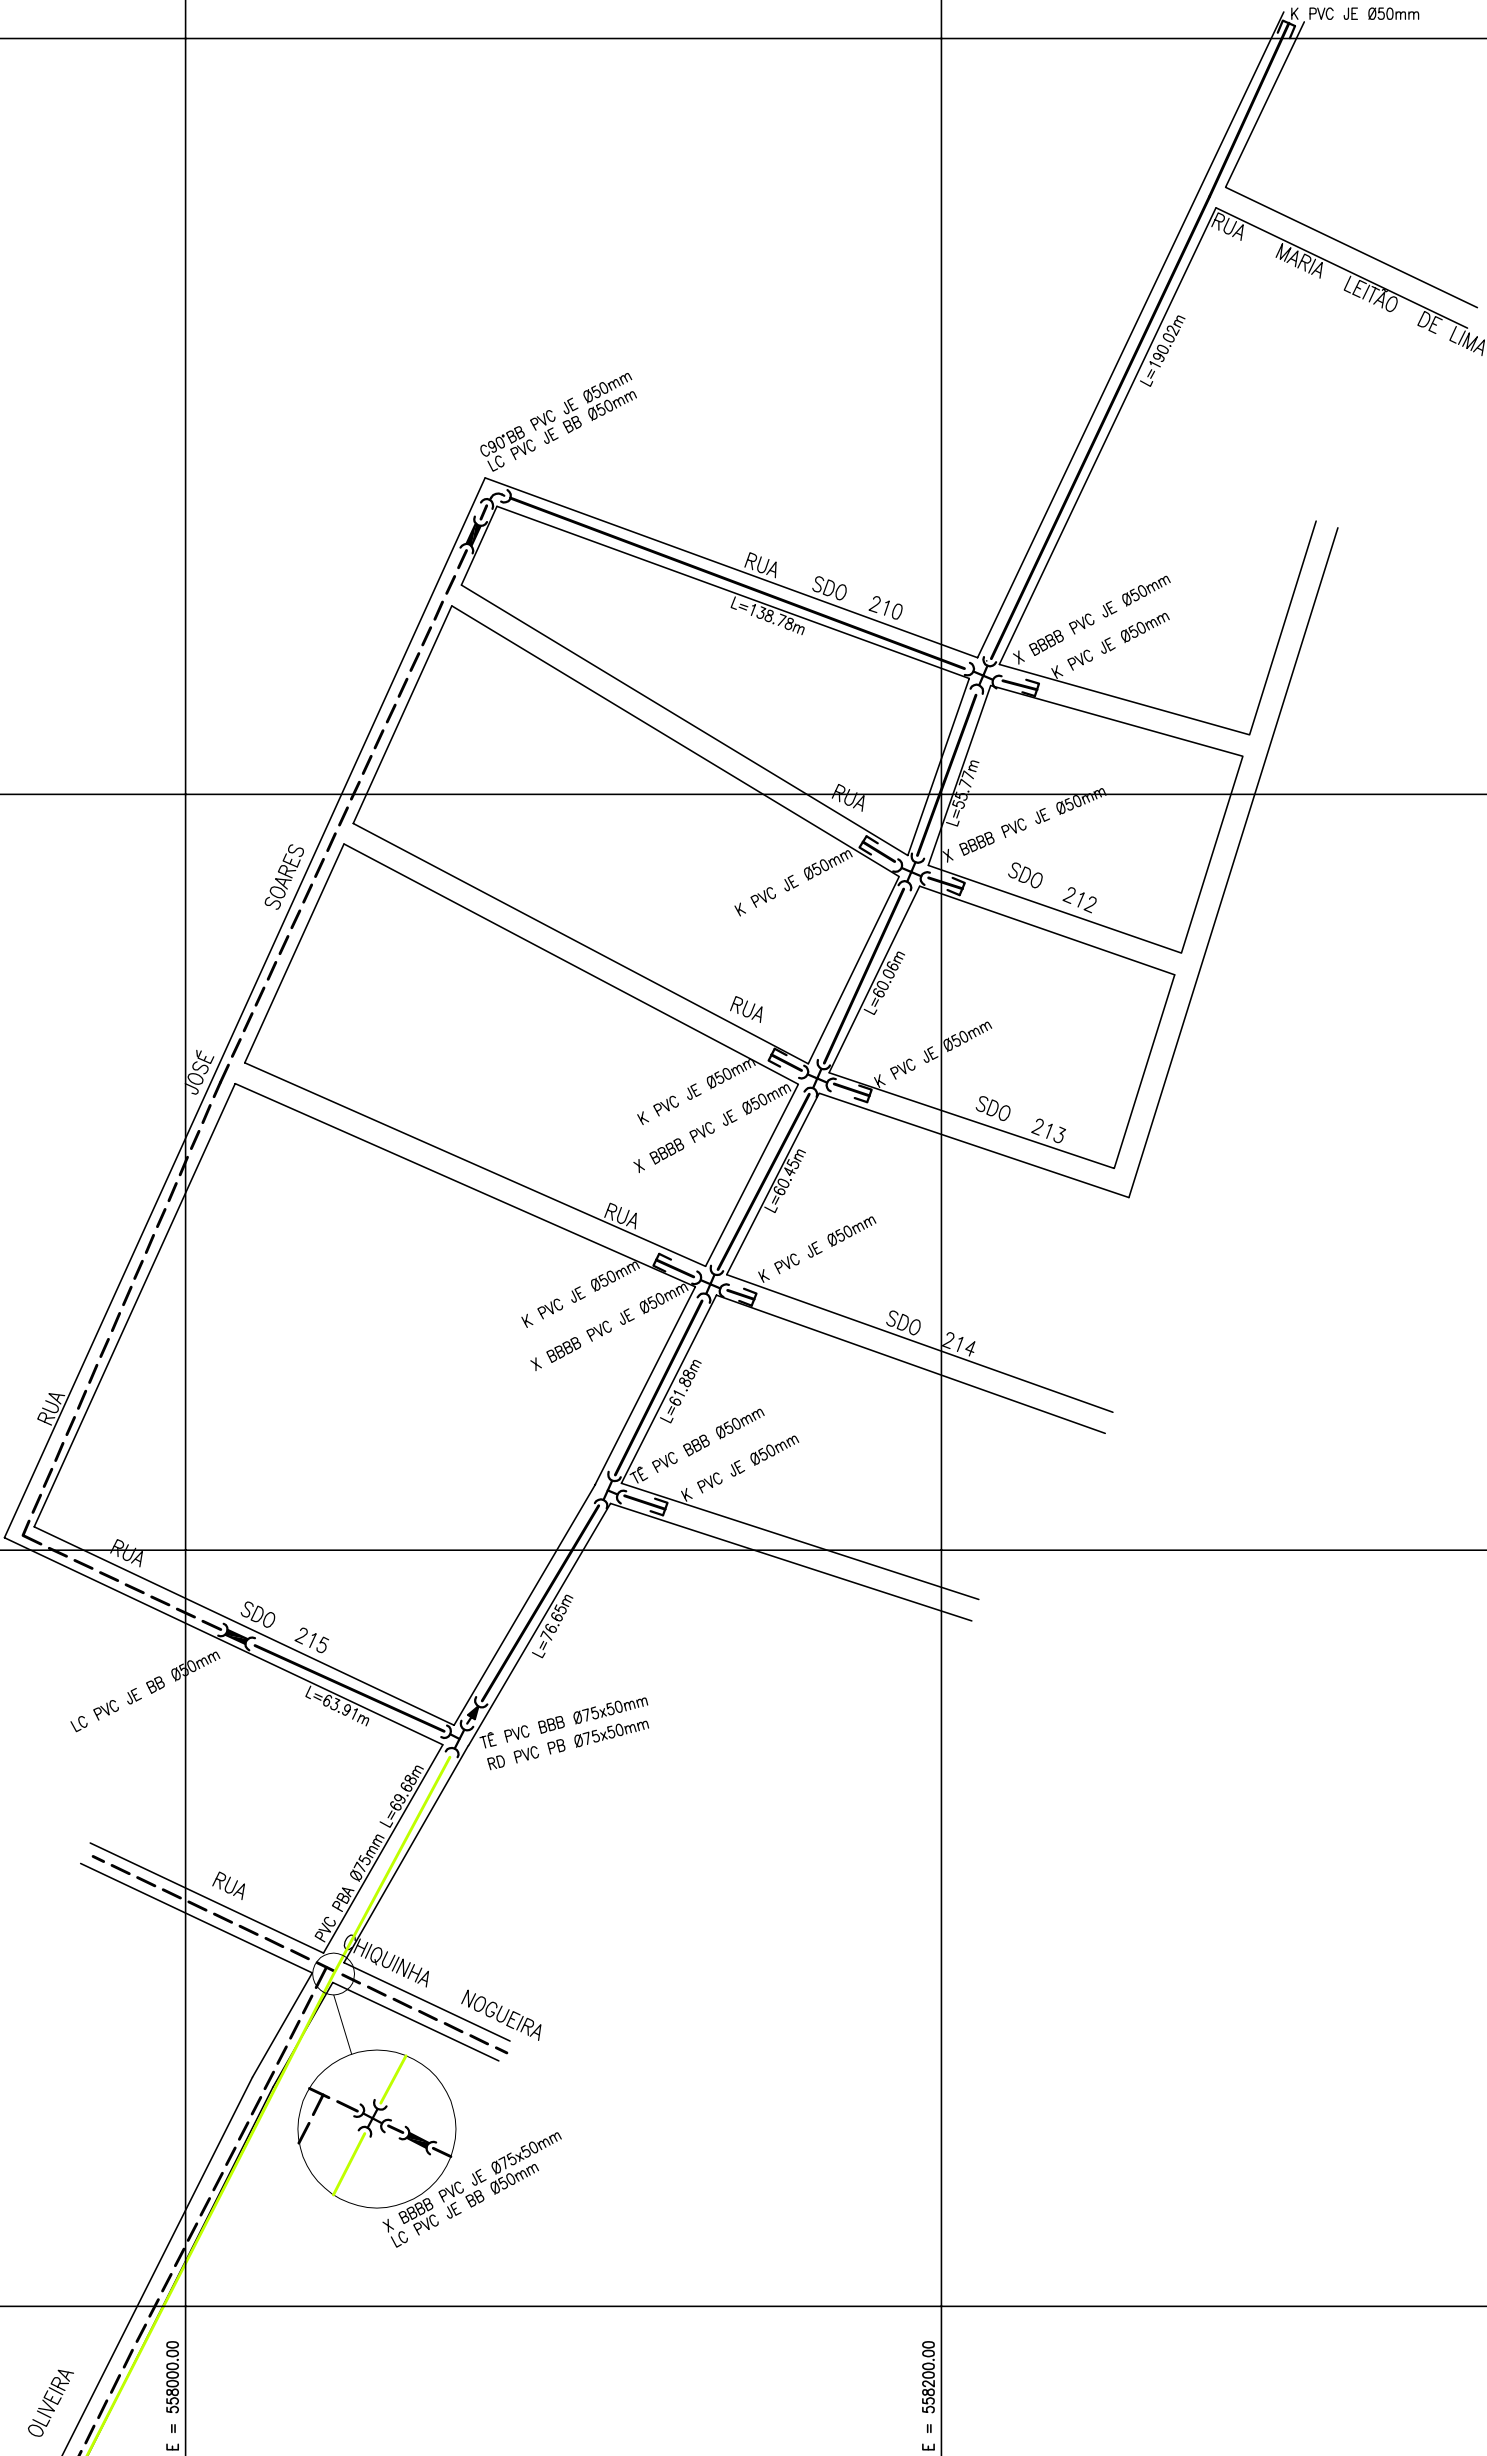 K PVC JE Ø50mm
RUA MARIA LEITÃO DE LIMA
L=190.02m
C90°BB PVC JE Ø50mm
LC PVC JE BB Ø50mm
RUA SDO 210
L=138.78m
X BBBB PVC JE Ø50mm
K PVC JE Ø50mm
L=55.77m
RUA SDO 212
X BBBB PVC JE Ø50mm
K PVC JE Ø50mm
SOARES
L=60.06m
RUA SDO 213
K PVC JE Ø50mm
K PVC JE Ø50mm
X BBBB PVC JE Ø50mm
JOSÉ
L=60.45m
RUA SDO 214
K PVC JE Ø50mm
K PVC JE Ø50mm
X BBBB PVC JE Ø50mm
L=61.88m
RUA
TÊ PVC BBB Ø50mm
K PVC JE Ø50mm
RUA SDO 215
L=76.65m
LC PVC JE BB Ø50mm
L=63.91m
TÊ PVC BBB Ø75x50mm
RD PVC PB Ø75x50mm
PVC PBA Ø75mm L=69.68m
RUA CHIQUINHA NOGUEIRA
X BBBB PVC JE Ø75x50mm
LC PVC JE BB Ø50mm
OLIVEIRA
E = 558000.00
E = 558200.00